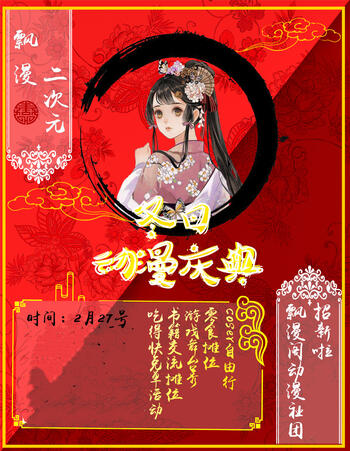 飘漫
二次元
冬日
动漫庆典
时间：2月27号
coser自由行
零食摊位
游戏舞台秀
书籍交流摊位
吃得快免单活动
招新啦
飘漫阁动漫社团